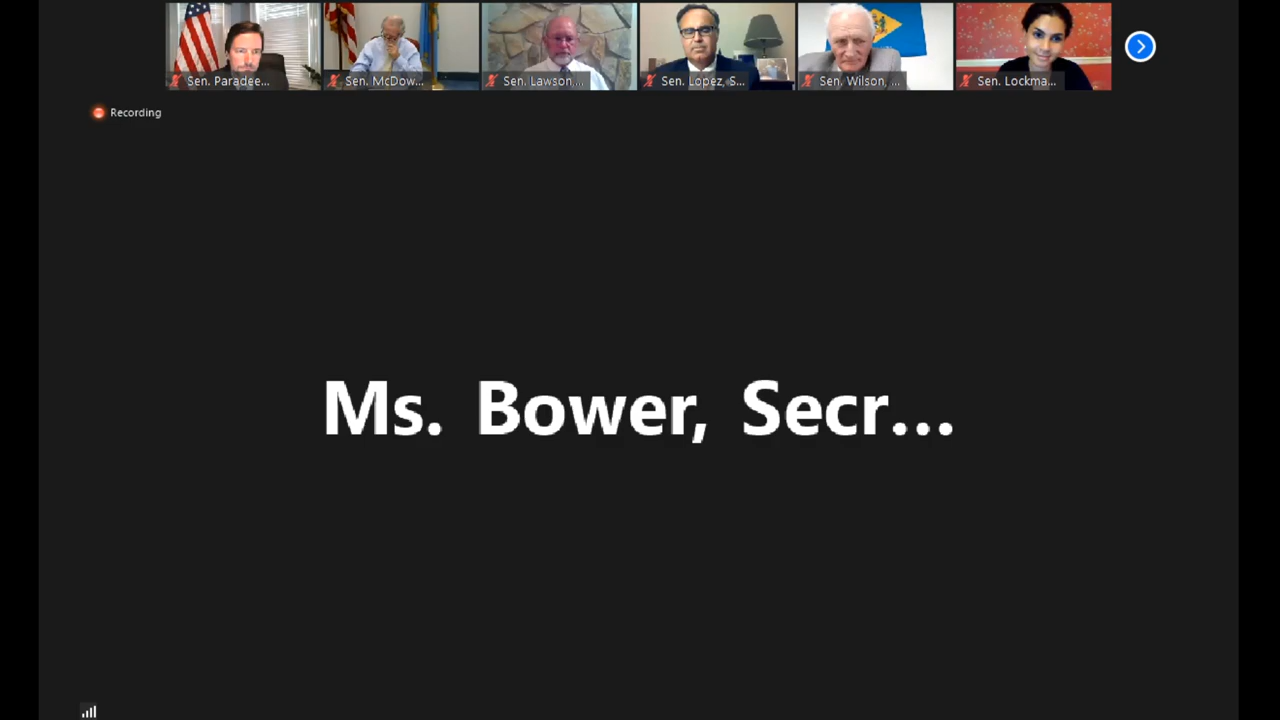 Sen. Paradee...
Sen. McDow...
Sen. Lawson,...
Sen. Lopez, S...
Sen. Wilson, ...
Sen. Lockma...
Recording
Ms. Bower, Secr...